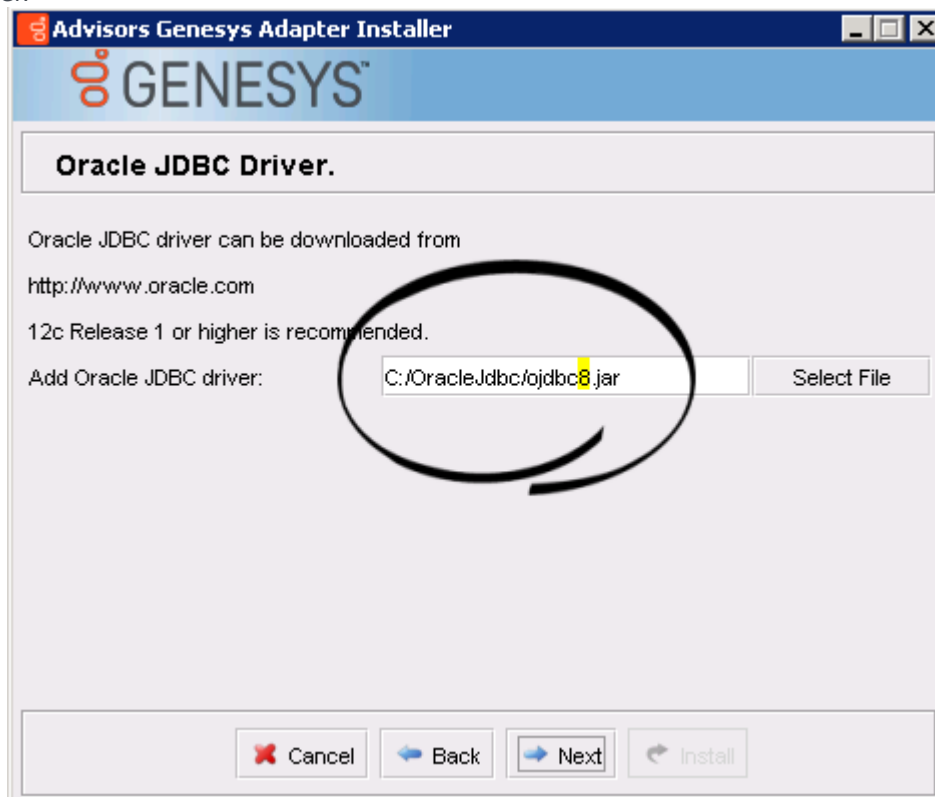 Advisors Genesys Adapter Installer
GENESYS™
Oracle JDBC Driver.
Oracle JDBC driver can be downloaded from
http://www.oracle.com
12c Release 1 or higher is recommended.
Add Oracle JDBC driver: C:/OracleJdbc/ojdbc8.jar Select File
Cancel Back Next Install